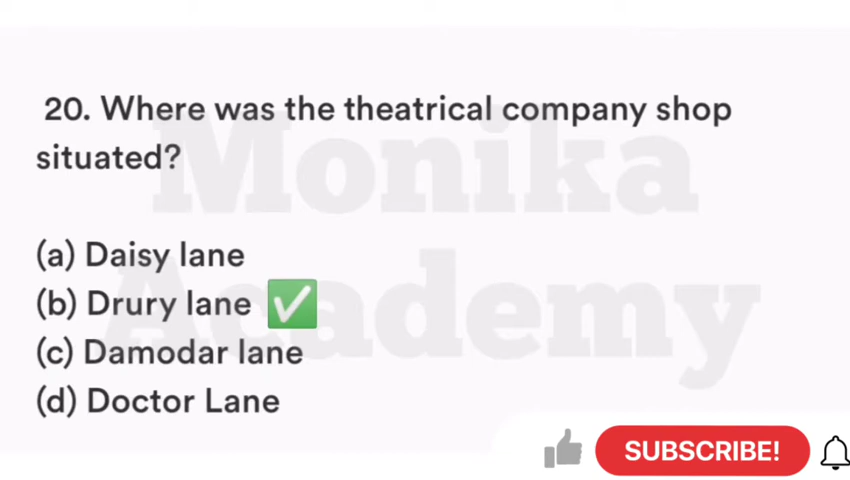 20. Where was the theatrical company shop
situated?
(a) Daisy lane
(b) Drury lane
(c) Damodar lane
(d) Doctor Lane
Monika
Academy
SUBSCRIBE!